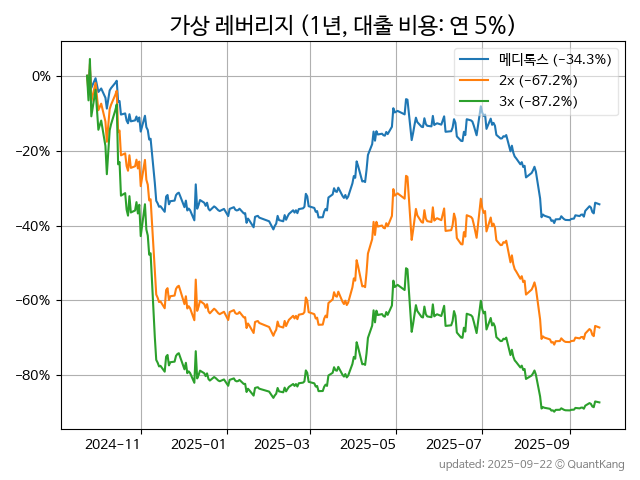 가상 레버리지 (1년, 대출 비용: 연 5%)
메디톡스 (−34.3%)
2x (−67.2%)
3x (−87.2%)
0%
−20%
−40%
−60%
−80%
2024-11 2025-01 2025-03 2025-05 2025-07 2025-09
updated: 2025-09-22 © QuantKang